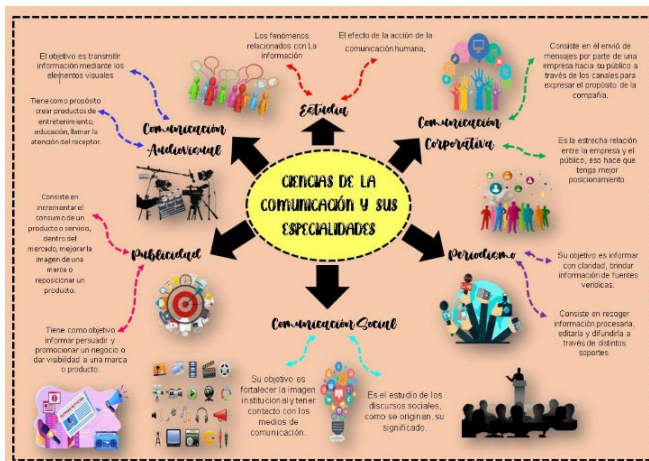 CIENCIAS DE LA
COMUNICACIÓN Y SUS
ESPECIALIDADES
Estudia
Los fenómenos
relacionados con La
información
El efecto de la acción de la
comunicación humana.
Comunicación
Corporativa
Consiste en él envió de
mensajes por parte de una
empresa hacia su público a
través de los canales para
expresar el propósito de la
compañía.
Es la estrecha relación
entre la empresa y el
público, eso hace que
tenga mejor
posicionamiento
Periodismo
Su objetivo es informar
con claridad, brindar
información de fuentes
verídicas.
Consiste en recoger
información procesarla,
editarla y difundirla a
través de distintos
soportes.
Comunicación Social
Su objetivo es
fortalecer la imagen
institucional y tener
contacto con los
medios de
comunicación.
Es el estudio de los
discursos sociales,
como se originan, su
significado.
Publicidad
Consiste en
incrementar el
consumo de un
producto o servicio,
dentro del
mercado, mejorar la
imagen de una
marca o
reposicionar un
producto.
Tiene como objetivo
informar persuadir y
promocionar un negocio o
dar visibilidad a una marca
o producto.
Comunicación
Audiovisual
El objetivo es transmitir
información mediante los
elementos visuales
Tiene como propósito
crear productos de
entretenimiento,
educación, llamar la
atención del receptor.
LIVE